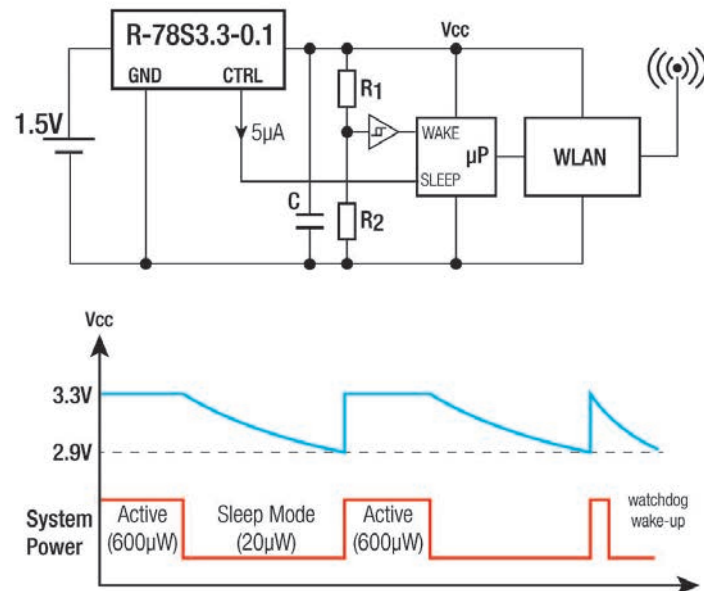 R-78S3.3-0.1
GND CTRL
1.5V
5µA
C
R1
R2
Vcc
WAKE
µP
SLEEP
WLAN
Vcc
3.3V
2.9V
System
Power
Active
(600µW)
Sleep Mode
(20µW)
Active
(600µW)
watchdog
wake-up